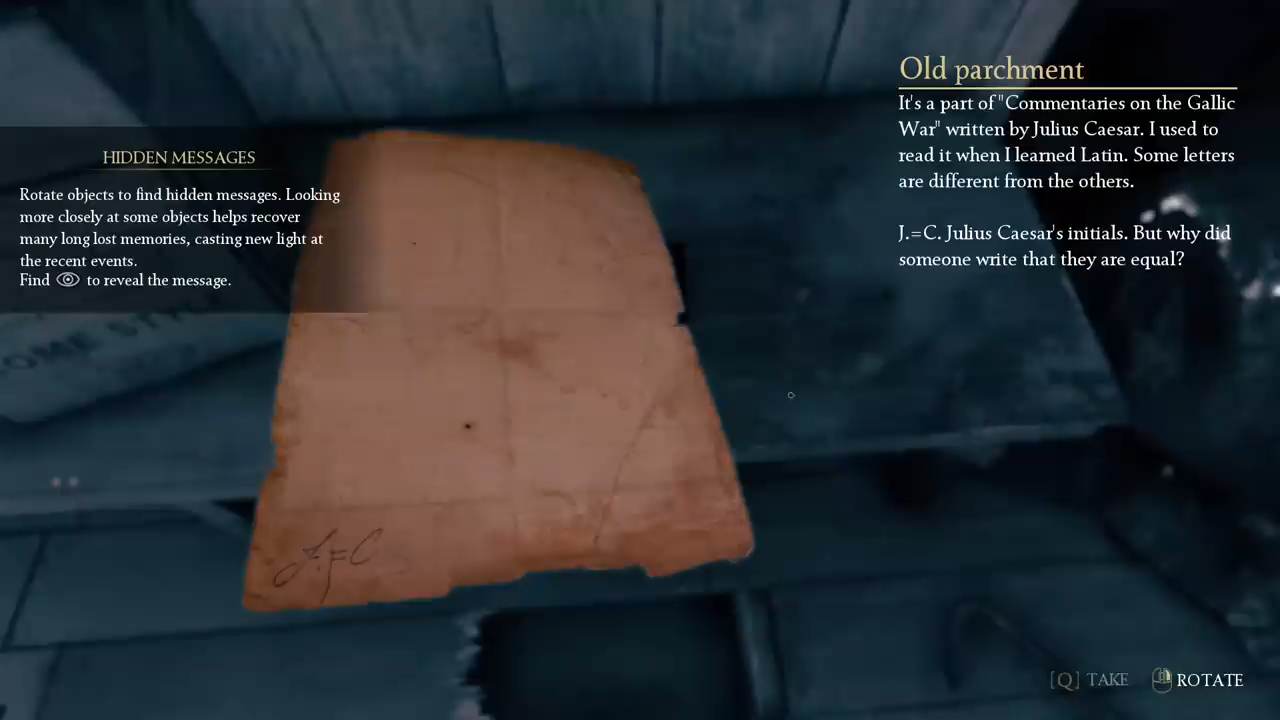 Old parchment
It's a part of "Commentaries on the Gallic
War" written by Julius Caesar. I used to
read it when I learned Latin. Some letters
are different from the others.
J.=C. Julius Caesar's initials. But why did
someone write that they are equal?
HIDDEN MESSAGES
Rotate objects to find hidden messages. Looking
more closely at some objects helps recover
many long lost memories, casting new light at
the recent events.
Find to reveal the message.
J.=C
[Q] TAKE ROTATE